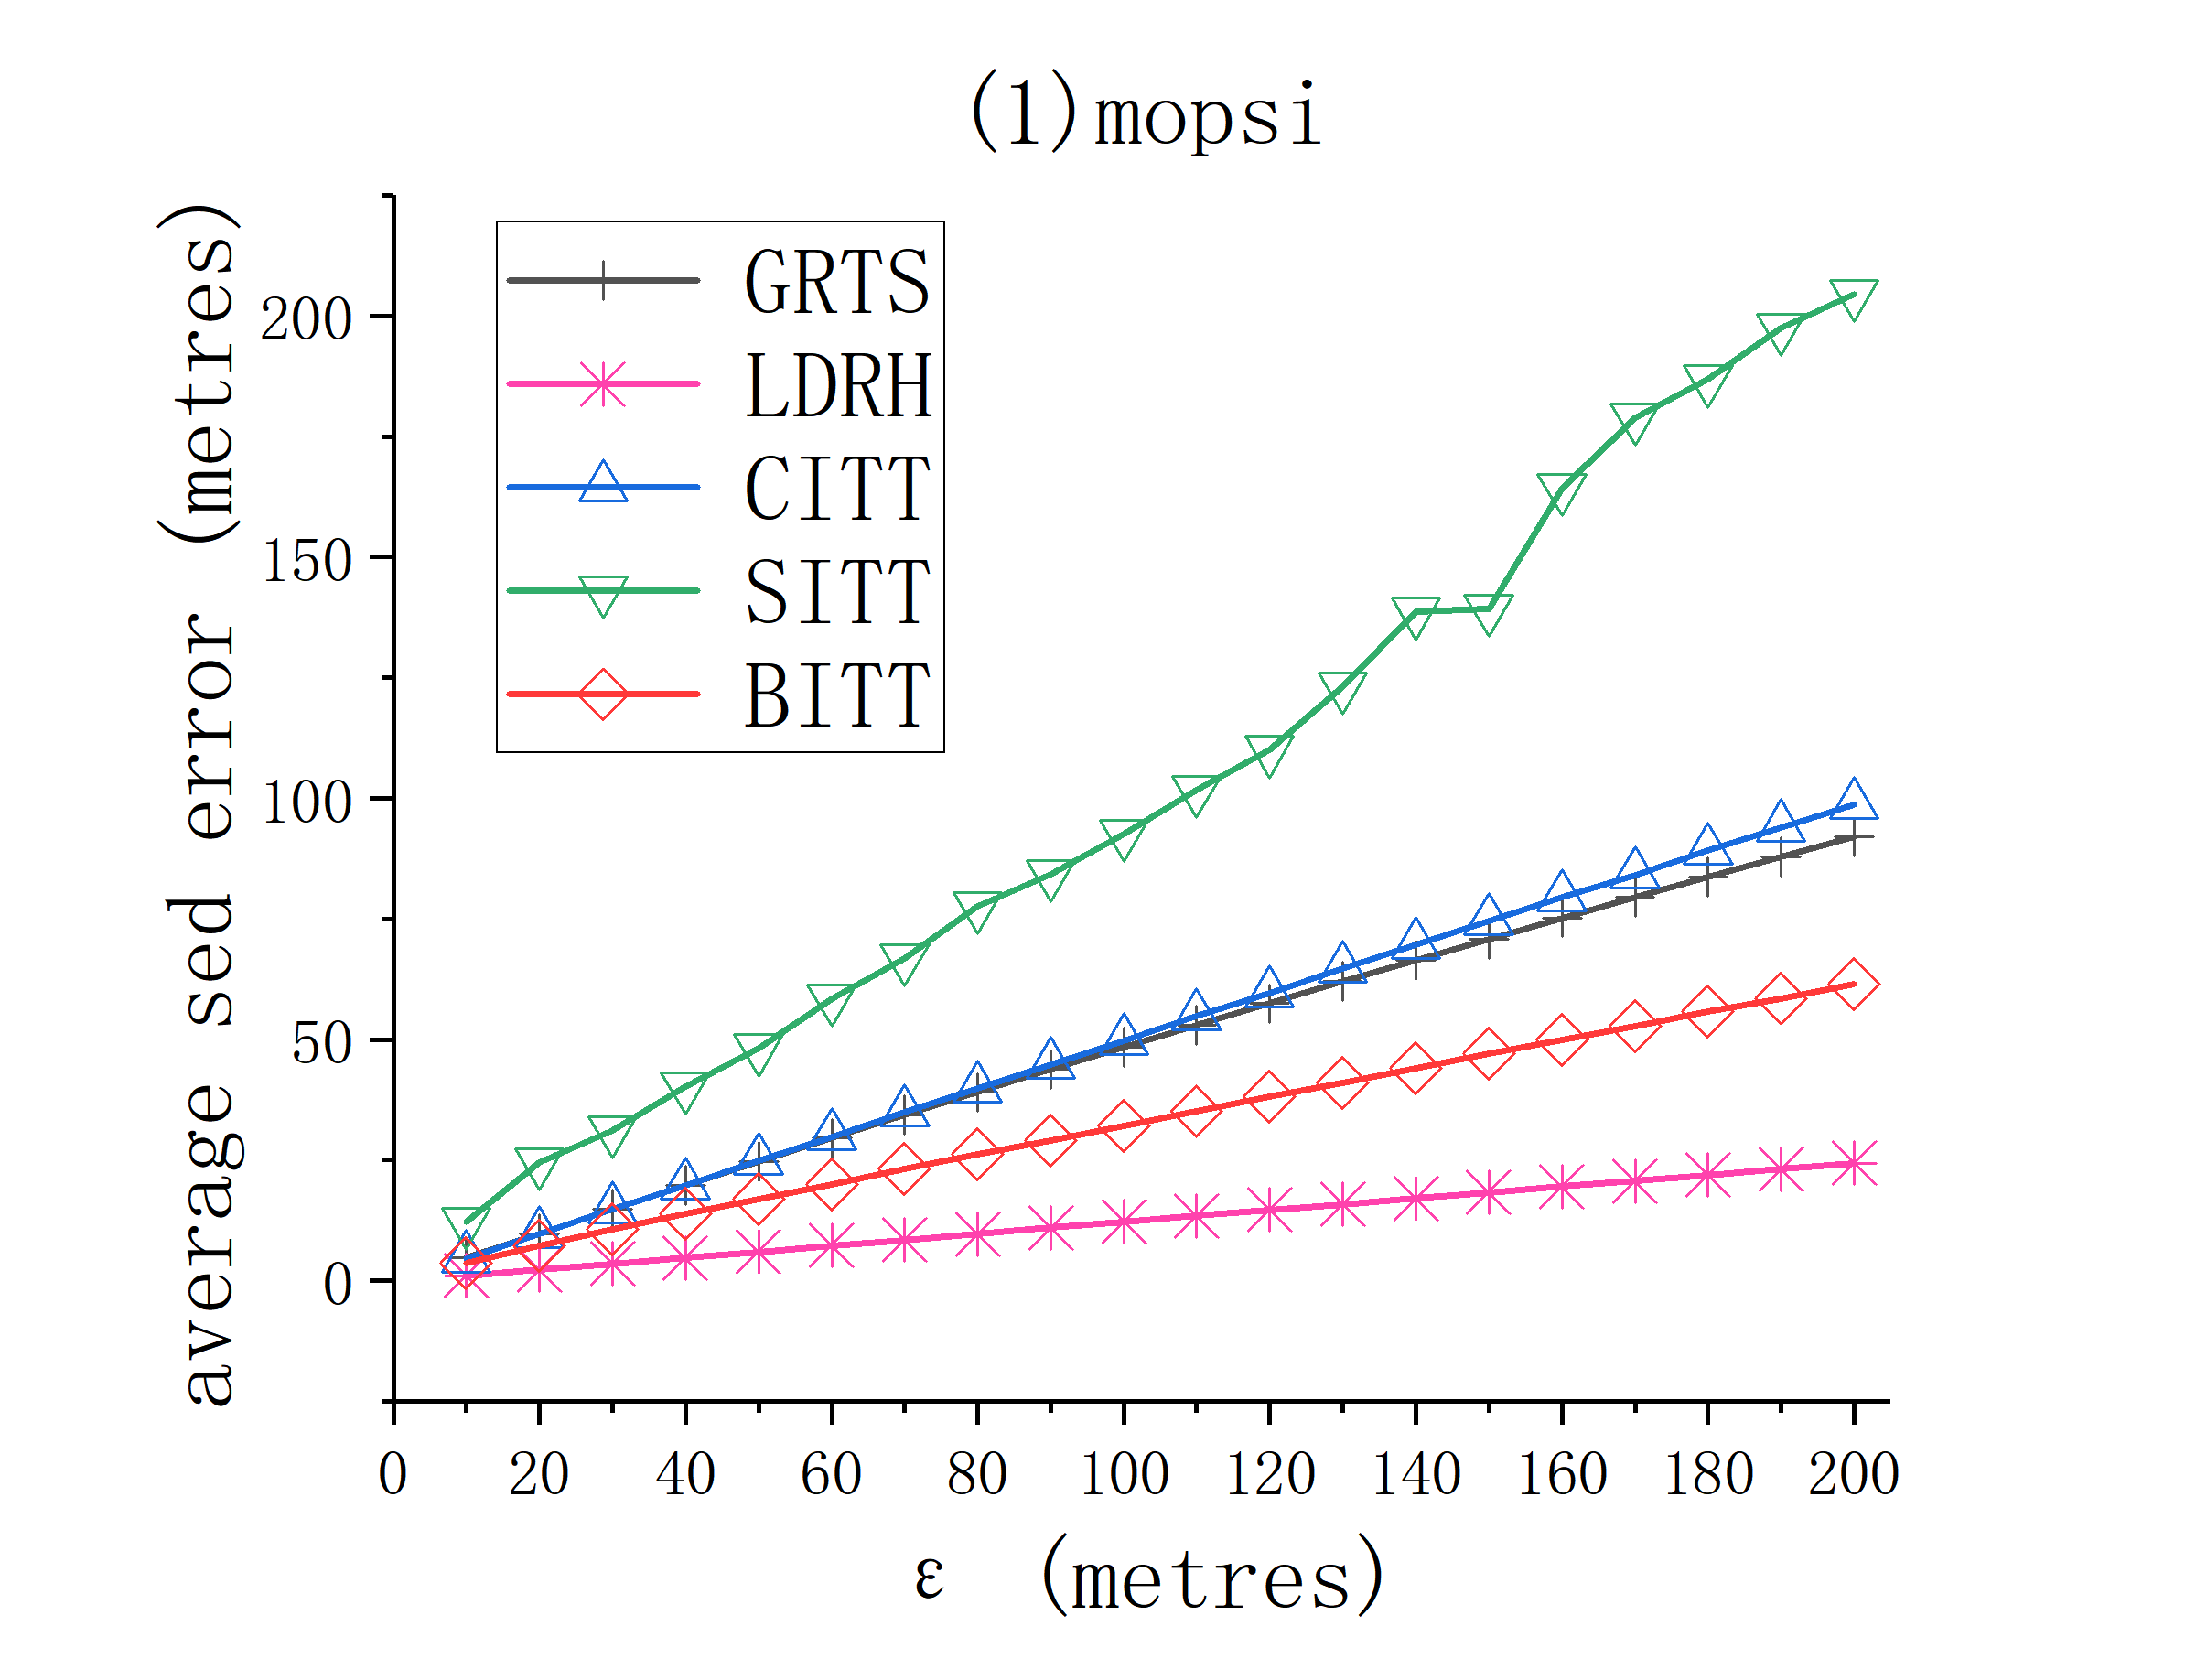 (1)mopsi
average sed error (metres)
200
150
100
50
0
GRTS
LDRH
CITT
SITT
BITT
0 20 40 60 80 100 120 140 160 180 200
ε (metres)